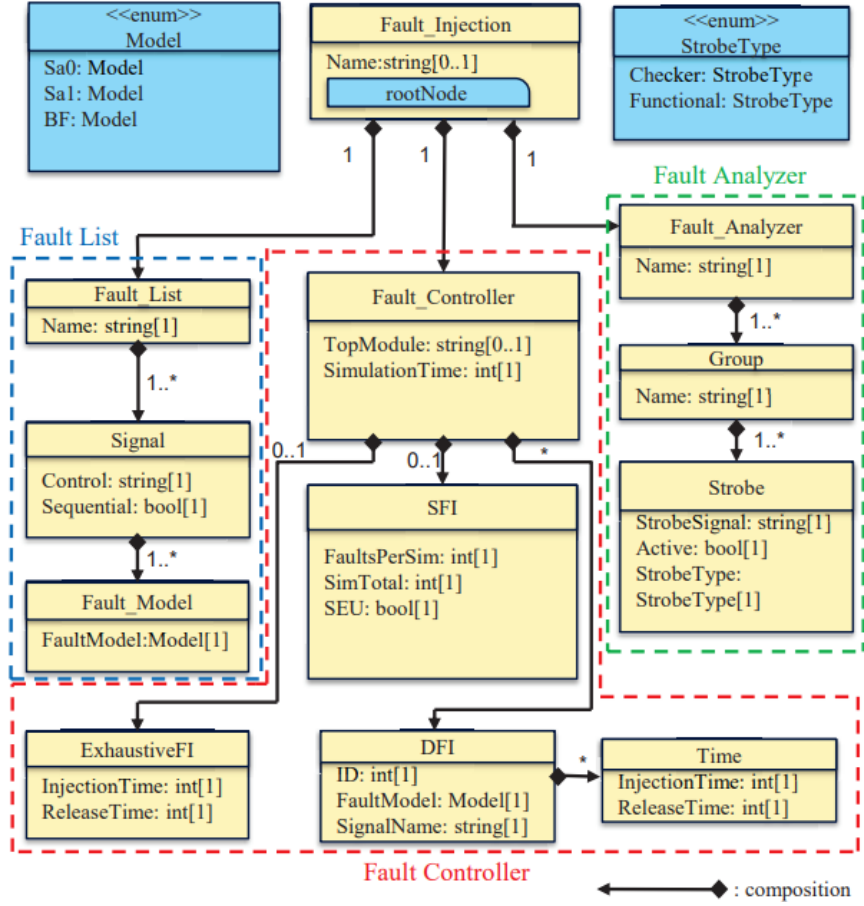 <<enum>>
Model
Sa0: Model
Sa1: Model
BF: Model
Fault_Injection
Name:string[0..1]
rootNode
<<enum>>
StrobeType
Checker: StrobeType
Functional: StrobeType
1
1
1
Fault Analyzer
Fault_Analyzer
Name: string[1]
1..*
Group
Name: string[1]
1..*
Strobe
StrobeSignal: string[1]
Active: bool[1]
StrobeType:
StrobeType[1]
Fault List
Fault_List
Name: string[1]
1..*
Signal
Control: string[1]
Sequential: bool[1]
1..*
Fault_Model
FaultModel:Model[1]
Fault_Controller
TopModule: string[0..1]
SimulationTime: int[1]
0..1
0..1
*
SFI
FaultsPerSim: int[1]
SimTotal: int[1]
SEU: bool[1]
ExhaustiveFI
InjectionTime: int[1]
ReleaseTime: int[1]
DFI
ID: int[1]
FaultModel: Model[1]
SignalName: string[1]
*
Time
InjectionTime: int[1]
ReleaseTime: int[1]
Fault Controller
: composition